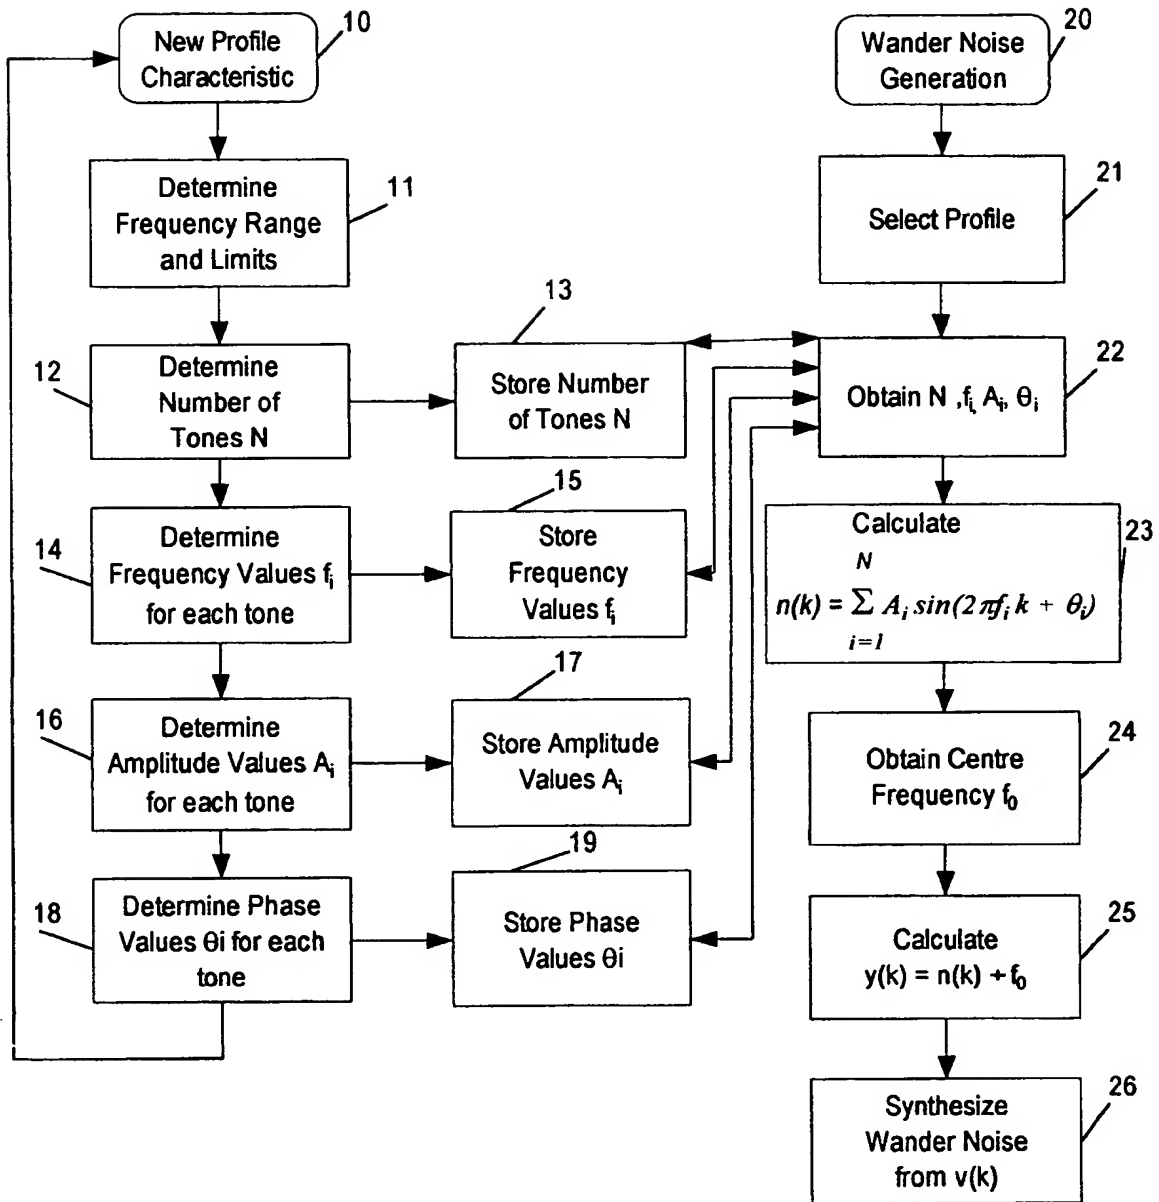 New Profile
Characteristic
10
Determine
Frequency Range
and Limits
11
12
Determine
Number of
Tones N
13
Store Number
of Tones N
14
Determine
Frequency Values fi
for each tone
15
Store
Frequency
Values fi
16
Determine
Amplitude Values Ai
for each tone
17
Store Amplitude
Values Ai
18
Determine Phase
Values θi for each
tone
19
Store Phase
Values θi
Wander Noise
Generation
20
Select Profile
21
Obtain N ,fi, Ai, θi
22
Calculate
N
n(k) = Σ Ai sin(2πfi k + θi)
i=1
23
Obtain Centre
Frequency f0
24
Calculate
y(k) = n(k) + f0
25
Synthesize
Wander Noise
from v(k)
26